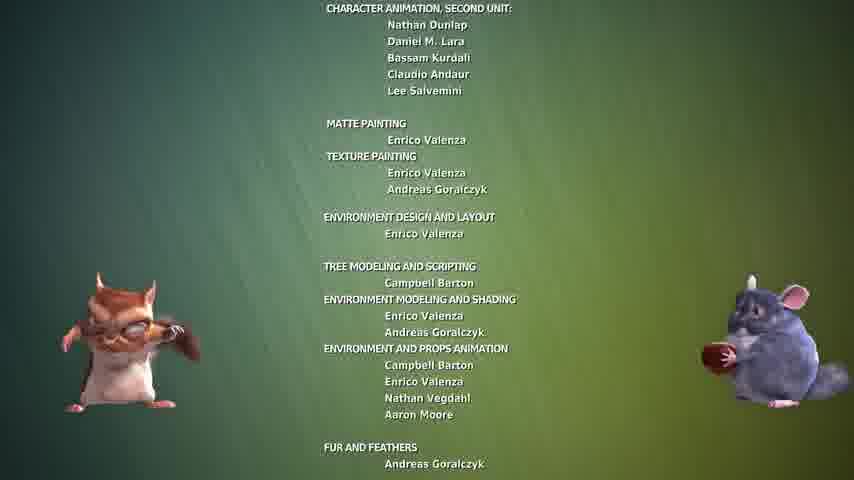 CHARACTER ANIMATION, SECOND UNIT:
Nathan Dunlap
Daniel M. Lara
Bassam Kurdali
Claudio Andaur
Lee Salvemini
MATTE PAINTING
Enrico Valenza
TEXTURE PAINTING
Enrico Valenza
Andreas Goralczyk
ENVIRONMENT DESIGN AND LAYOUT
Enrico Valenza
TREE MODELING AND SCRIPTING
Campbell Barton
ENVIRONMENT MODELING AND SHADING
Enrico Valenza
Andreas Goralczyk
ENVIRONMENT AND PROPS ANIMATION
Campbell Barton
Enrico Valenza
Nathan Vegdahl
Aaron Moore
FUR AND FEATHERS
Andreas Goralczyk